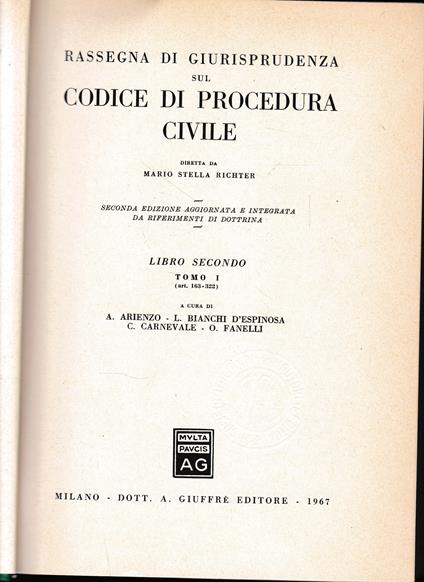 RASSEGNA DI GIURISPRUDENZA
SUL
CODICE DI PROCEDURA
CIVILE
DIRETTA DA
MARIO STELLA RICHTER
SECONDA EDIZIONE AGGIORNATA E INTEGRATA
DA RIFERIMENTI DI DOTTRINA
LIBRO SECONDO
TOMO I
(art. 163-322)
A CURA DI
A. ARIENZO - L. BIANCHI D'ESPINOSA
C. CARNEVALE - O. FANELLI
MVLTA
PAVCIS
AG
MILANO - DOTT. A. GIUFFRÈ EDITORE - 1967